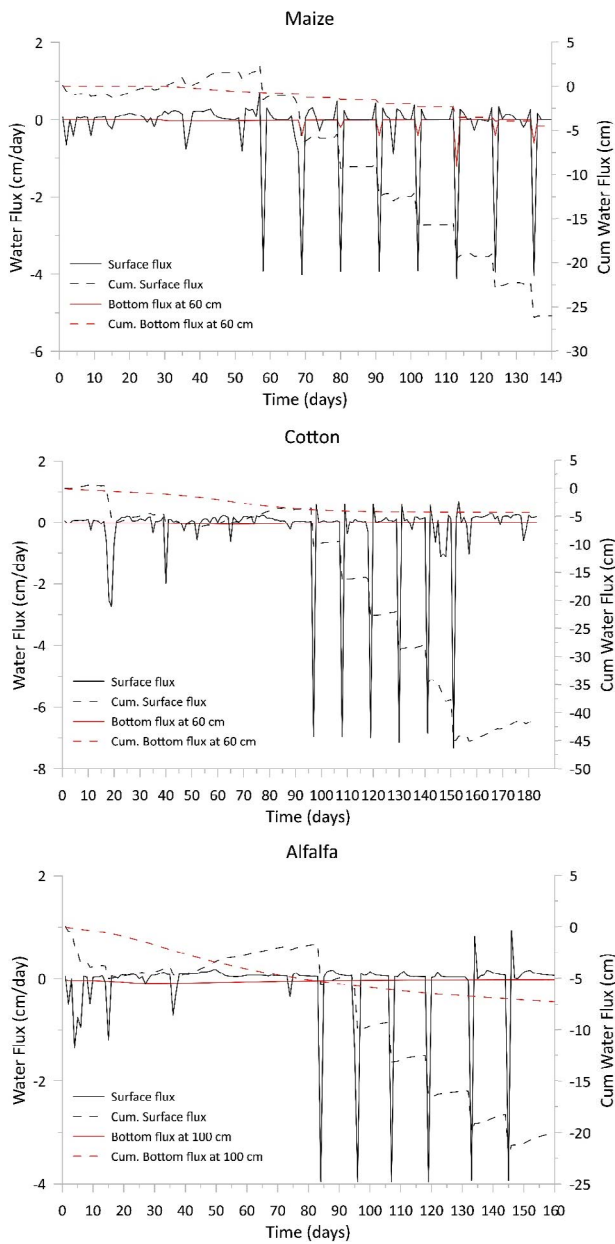 Maize
2
0
-2
-4
-6
Water Flux (cm/day)
5
0
-5
-10
-15
-20
-25
-30
Cum Water Flux (cm)
Surface flux
Cum. Surface flux
Bottom flux at 60 cm
Cum. Bottom flux at 60 cm
0 10 20 30 40 50 60 70 80 90 100 110 120 130 140
Time (days)
Cotton
2
0
-2
-4
-6
-8
Water Flux (cm/day)
5
0
-5
-10
-15
-20
-25
-30
-35
-40
-45
-50
Cum Water Flux (cm)
Surface flux
Cum. Surface flux
Bottom flux at 60 cm
Cum. Bottom flux at 60 cm
0 10 20 30 40 50 60 70 80 90 100 110 120 130 140 150 160 170 180
Time (days)
Alfalfa
2
1
0
-1
-2
-4
Water Flux (cm/day)
5
0
-5
-10
-15
-20
-25
Cum Water Flux (cm)
Surface flux
Cum. Surface flux
Bottom flux at 100 cm
Cum. Bottom flux at 100 cm
0 10 20 30 40 50 60 70 80 90 100 110 120 130 140 150 160
Time (days)